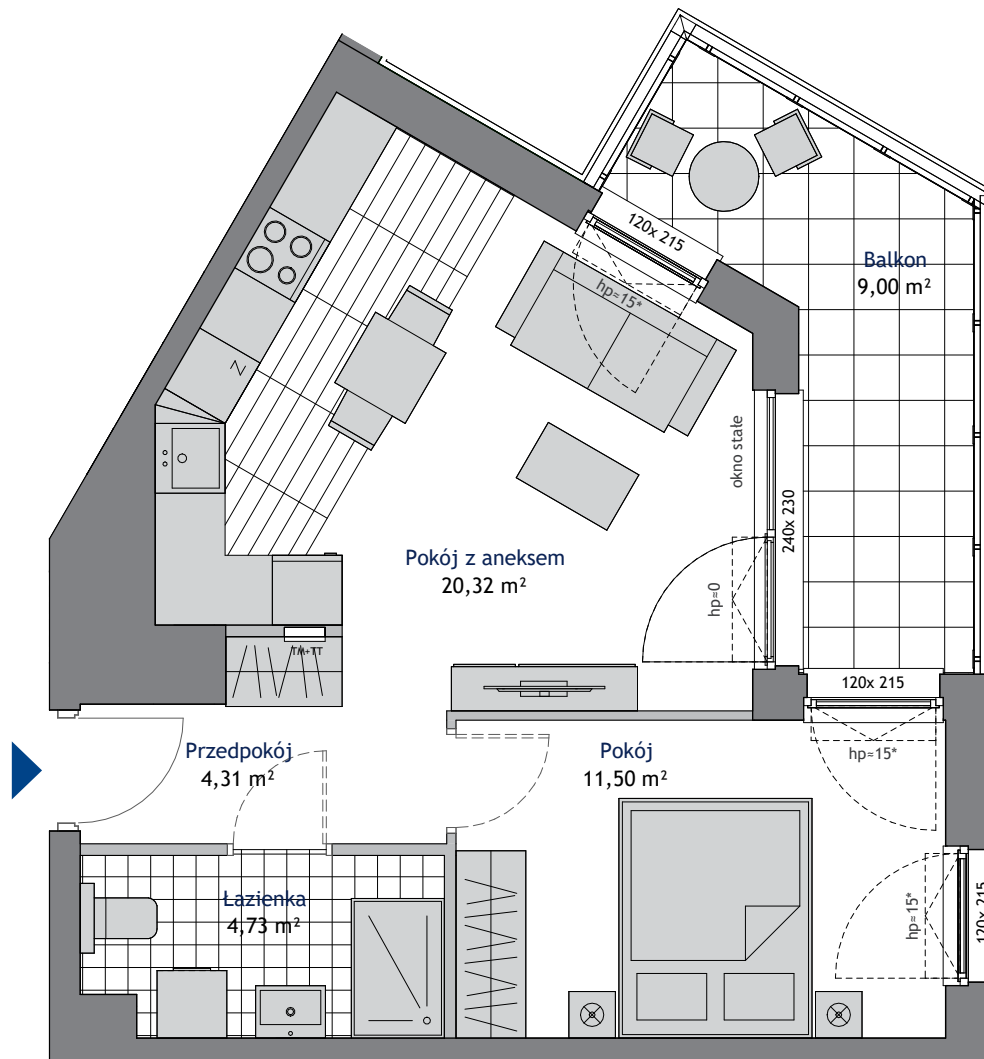 120x 215
hp≈15*
Balkon
9,00 m²
Z
okno stałe
240x 230
Pokój z aneksem
20,32 m²
hp≈0
TM+TT
120x 215
hp≈15*
Przedpokój
4,31 m²
Pokój
11,50 m²
Łazienka
4,73 m²
hp≈15*
120x 215